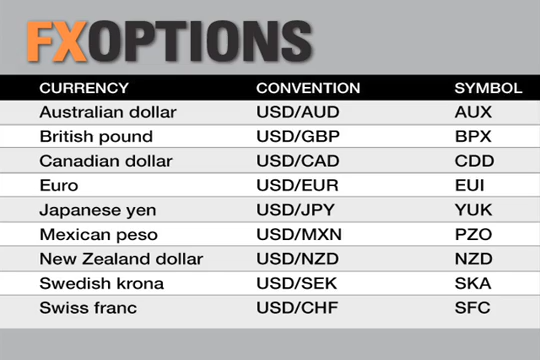 FXOPTIONS
CURRENCY CONVENTION SYMBOL
Australian dollar USD/AUD AUX
British pound USD/GBP BPX
Canadian dollar USD/CAD CDD
Euro USD/EUR EUI
Japanese yen USD/JPY YUK
Mexican peso USD/MXN PZO
New Zealand dollar USD/NZD NZD
Swedish krona USD/SEK SKA
Swiss franc USD/CHF SFC